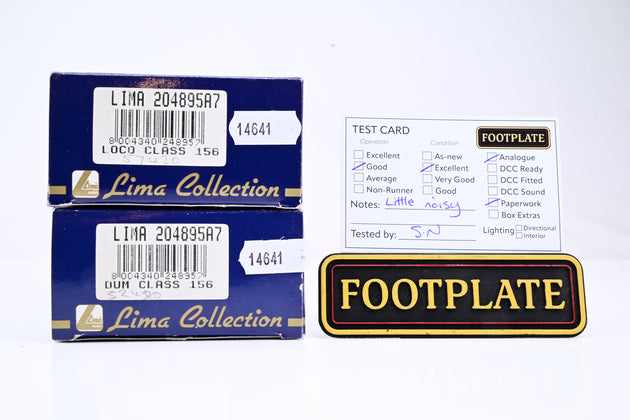 LIMA 204895A7
8 004340 248957
LOCO CLASS 156
57420
14641
Lima Collection
LIMA 204895A7
8 004340 248957
DUM CLASS 156
52420
14641
Lima Collection
TEST CARD
FOOTPLATE
Operation
Excellent
Good
Average
Non-Runner
Condition
As-new
Excellent
Very Good
Good
Analogue
DCC Ready
DCC Fitted
DCC Sound
Paperwork
Box Extras
Notes: Little noisy
Tested by: S.N
Lighting
Directional
Interior
FOOTPLATE